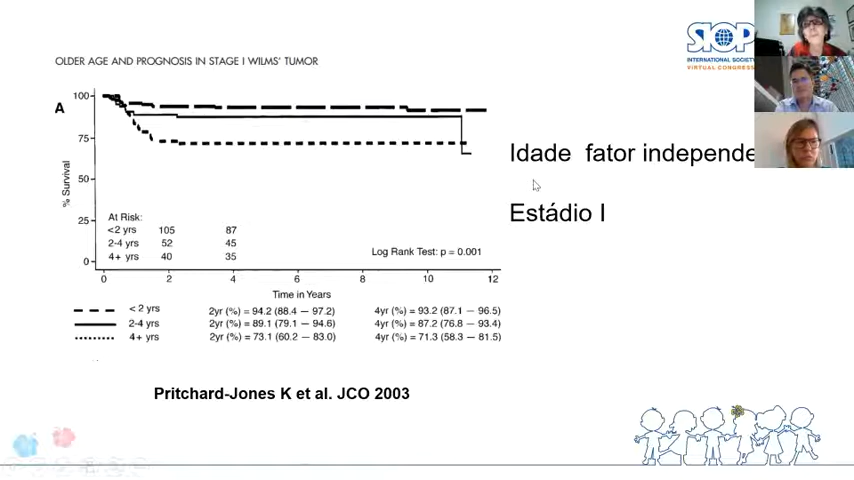 OLDER AGE AND PROGNOSIS IN STAGE I WILMS' TUMOR
SIOP
INTERNATIONAL SOCIETY
VIRTUAL CONGRESS
A
100
75
50
25
0
% Survival
At Risk:
<2 yrs 105 87
2-4 yrs 52 45
4+ yrs 40 35
Log Rank Test: p = 0.001
0 2 4 6 8 10 12
Time in Years
< 2 yrs 2yr (%) = 94.2 (88.4 – 97.2) 4yr (%) = 93.2 (87.1 – 96.5)
2-4 yrs 2yr (%) = 89.1 (79.1 – 94.6) 4yr (%) = 87.2 (76.8 – 93.4)
4+ yrs 2yr (%) = 73.1 (60.2 – 83.0) 4yr (%) = 71.3 (58.3 – 81.5)
Idade fator independe
Estádio I
Pritchard-Jones K et al. JCO 2003